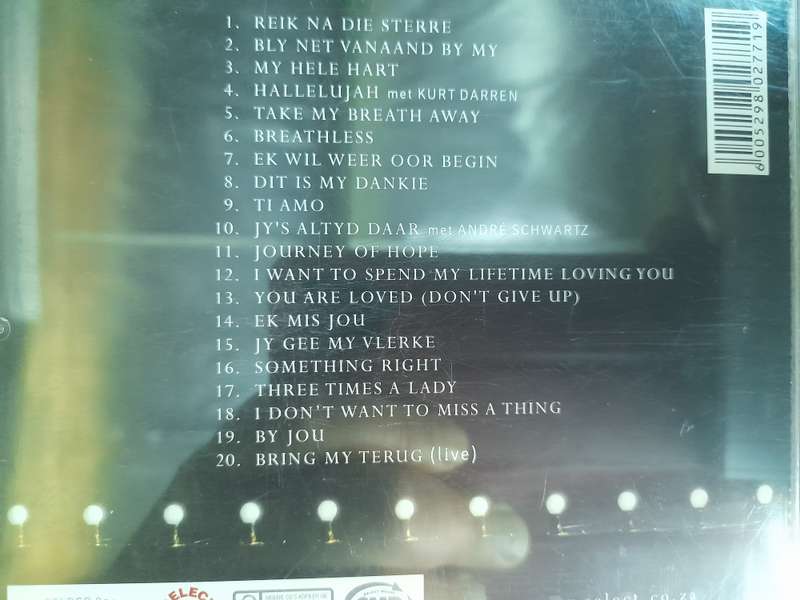 1. REIK NA DIE STERRE
2. BLY NET VANAAND BY MY
3. MY HELE HART
4. HALLELUJAH met KURT DARREN
5. TAKE MY BREATH AWAY
6. BREATHLESS
7. EK WIL WEER OOR BEGIN
8. DIT IS MY DANKIE
9. TI AMO
10. JY'S ALTYD DAAR met ANDRÉ SCHWARTZ
11. JOURNEY OF HOPE
12. I WANT TO SPEND MY LIFETIME LOVING YOU
13. YOU ARE LOVED (DON'T GIVE UP)
14. EK MIS JOU
15. JY GEE MY VLERKE
16. SOMETHING RIGHT
17. THREE TIMES A LADY
18. I DON'T WANT TO MISS A THING
19. BY JOU
20. BRING MY TERUG (live)
6005298027719
select.co.za